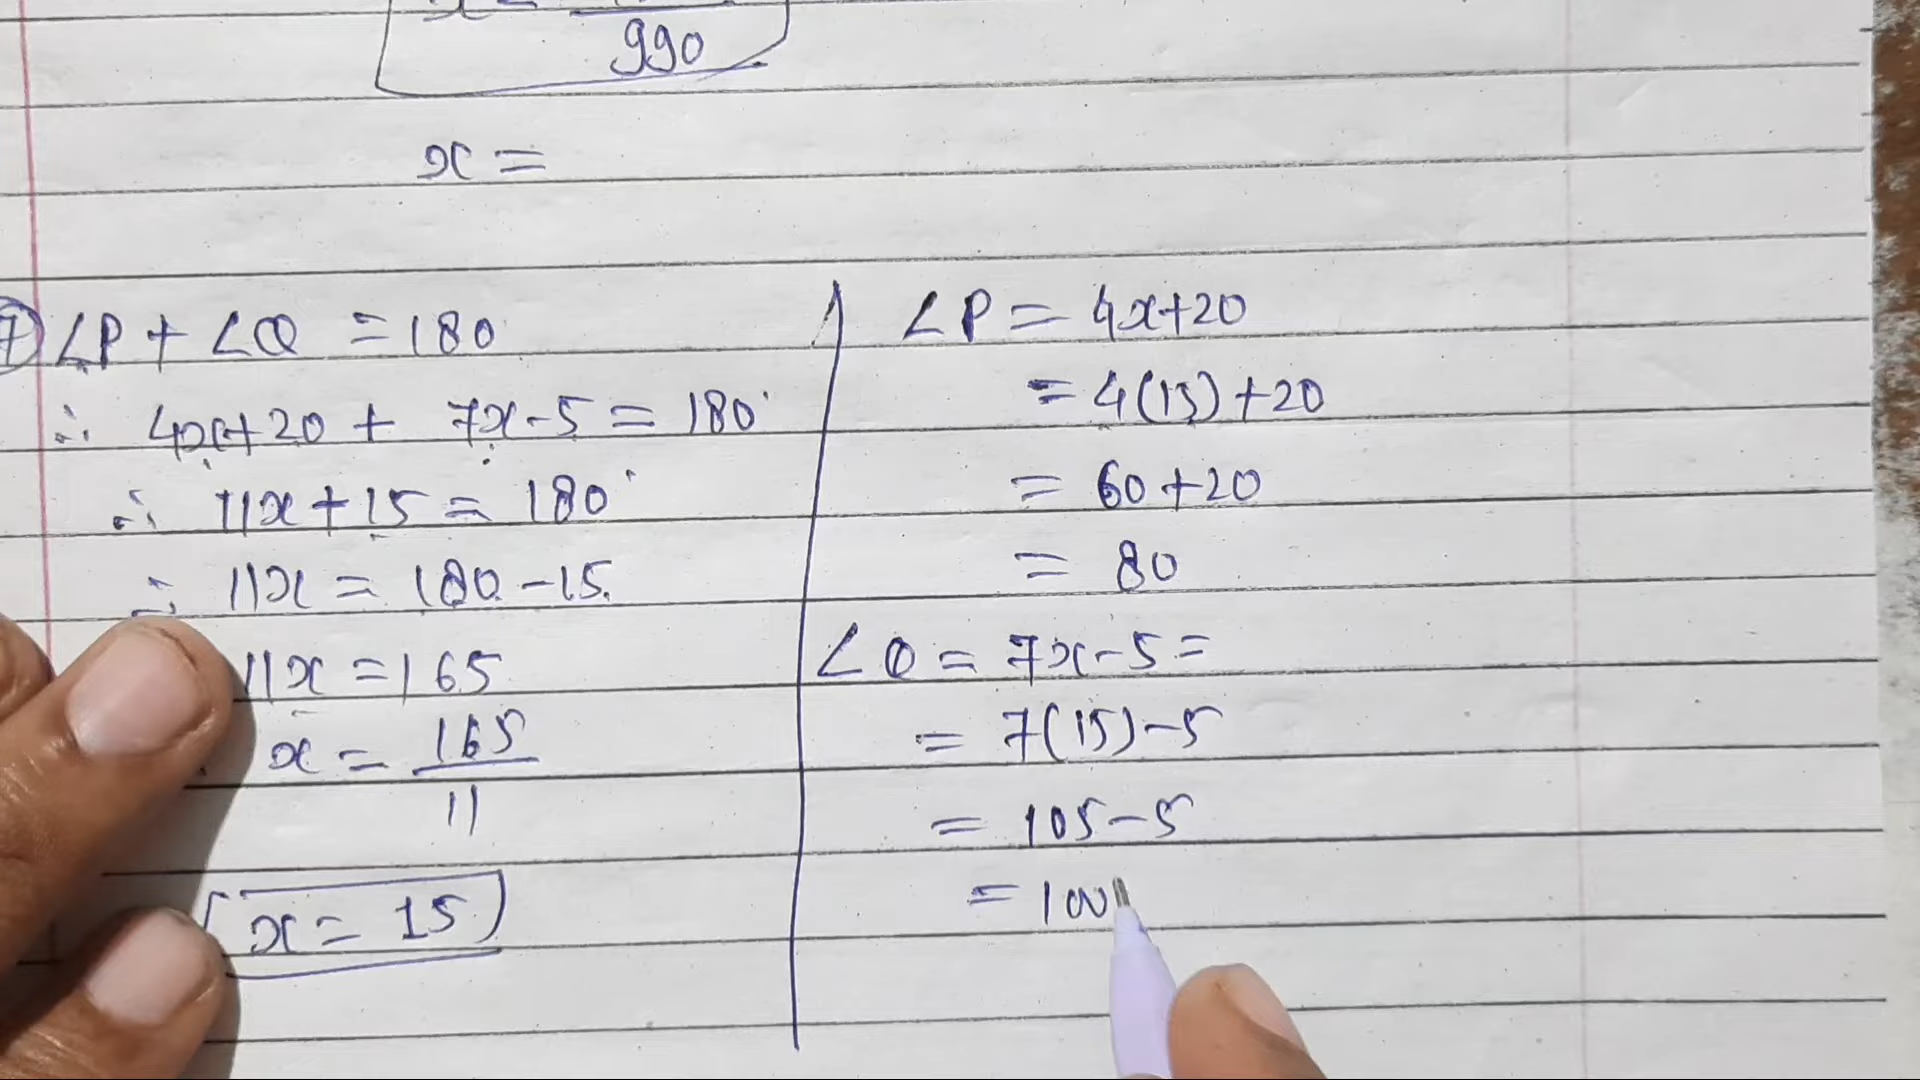 990
x =
7 ∠P + ∠Q = 180
∴ 4x+20 + 7x-5 = 180
∴ 11x+15 = 180
∴ 11x = 180-15
11x = 165
x = 165/11
x = 15
∠P = 4x+20
= 4(15)+20
= 60+20
= 80
∠Q = 7x-5 =
= 7(15)-5
= 105-5
= 100